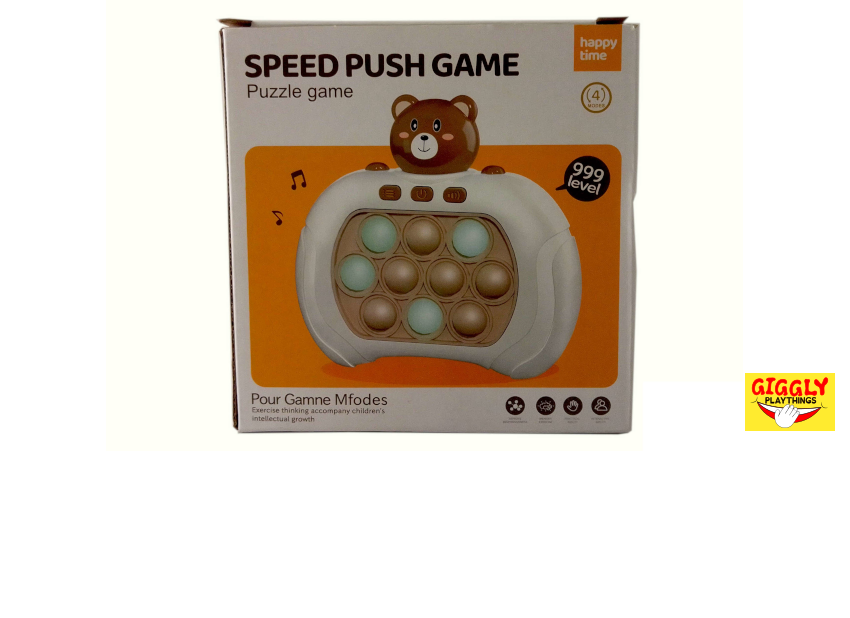 SPEED PUSH GAME
Puzzle game
happy
time
4
MODES
999
level
Pour Gamne Mfodes
Exercise thinking accompany children's
intellectual growth
GIGGLY
PLAYTHINGS